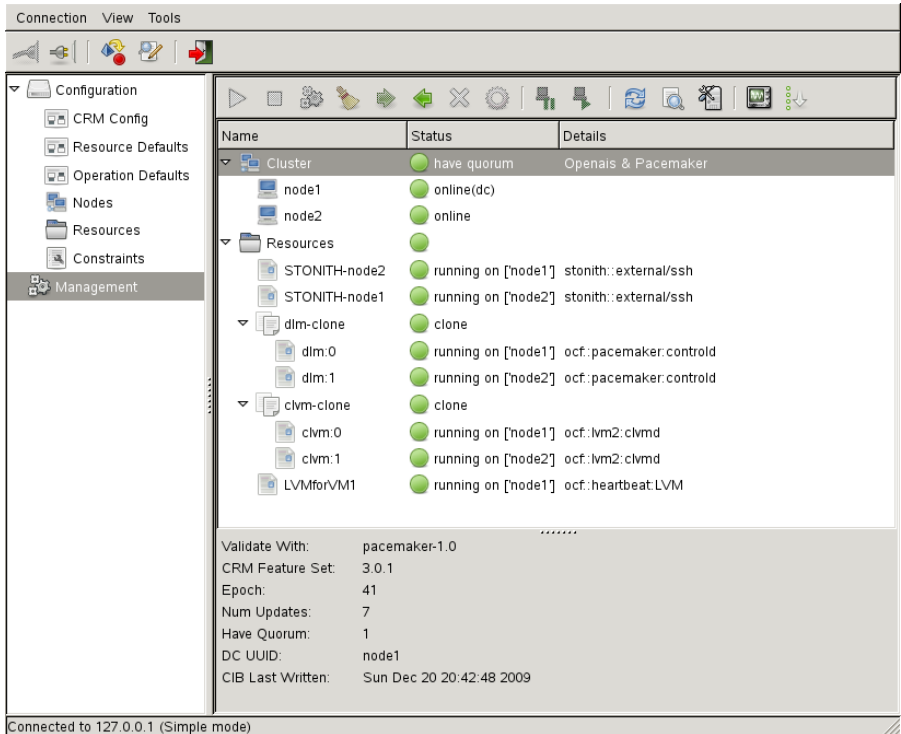 Connection View Tools
Configuration
CRM Config
Resource Defaults
Operation Defaults
Nodes
Resources
Constraints
Management
Name Status Details
Cluster have quorum Openais & Pacemaker
node1 online(dc)
node2 online
Resources
STONITH-node2 running on ['node1'] stonith::external/ssh
STONITH-node1 running on ['node2'] stonith::external/ssh
dlm-clone clone
dlm:0 running on ['node1'] ocf::pacemaker:controld
dlm:1 running on ['node2'] ocf::pacemaker:controld
clvm-clone clone
clvm:0 running on ['node1'] ocf::lvm2:clvmd
clvm:1 running on ['node2'] ocf::lvm2:clvmd
LVMforVM1 running on ['node1'] ocf::heartbeat:LVM
Validate With: pacemaker-1.0
CRM Feature Set: 3.0.1
Epoch: 41
Num Updates: 7
Have Quorum: 1
DC UUID: node1
CIB Last Written: Sun Dec 20 20:42:48 2009
Connected to 127.0.0.1 (Simple mode)